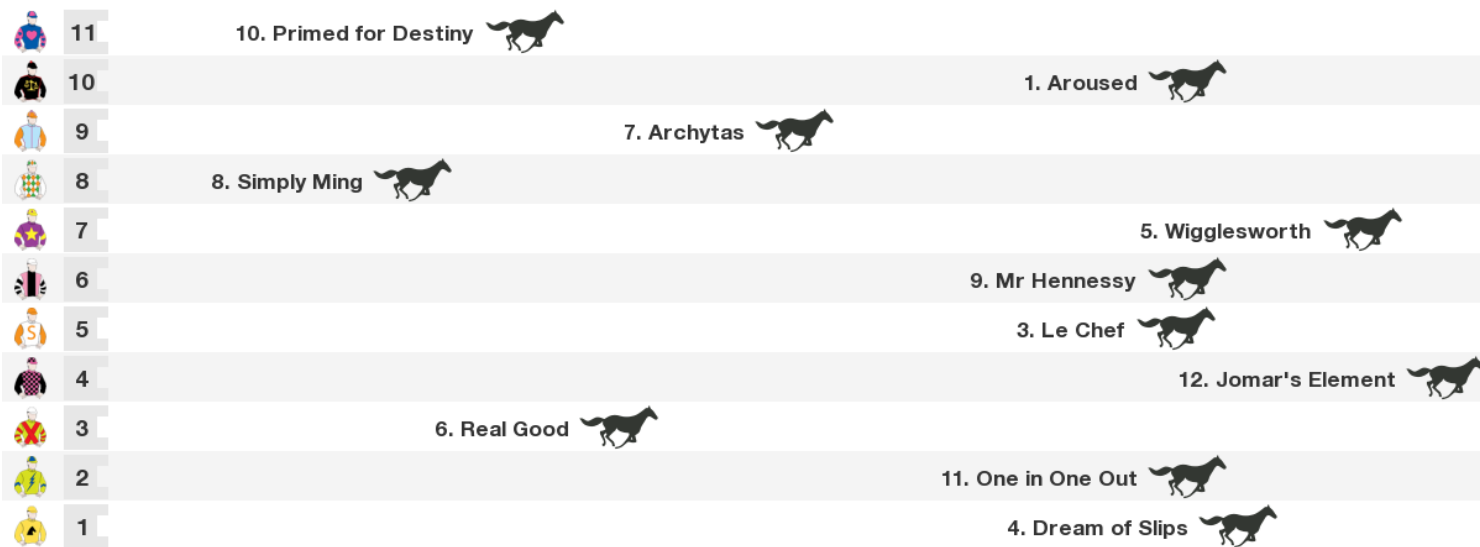 11 10. Primed for Destiny
10 1. Aroused
9 7. Archytas
8 8. Simply Ming
7 5. Wigglesworth
6 9. Mr Hennessy
S 5 3. Le Chef
4 12. Jomar's Element
3 6. Real Good
2 11. One in One Out
1 4. Dream of Slips